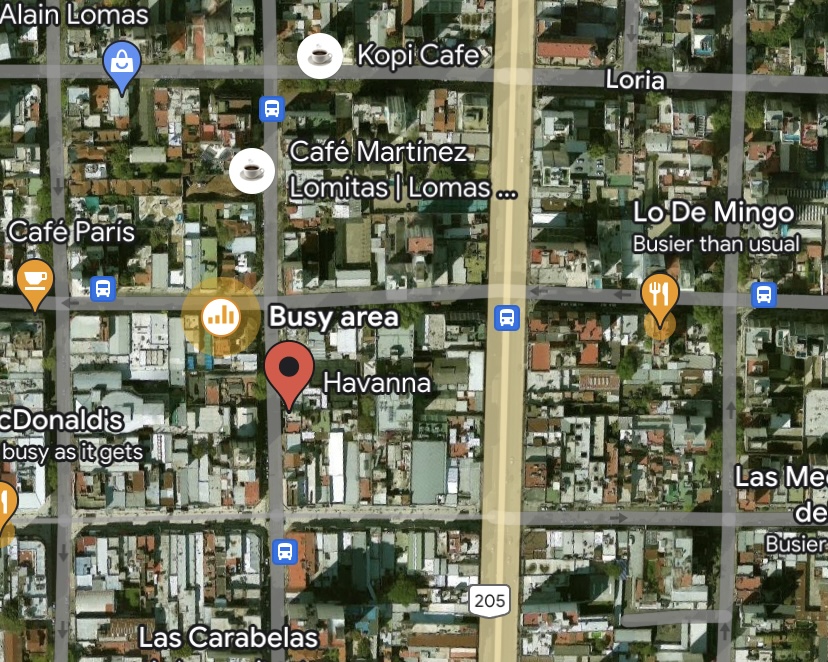 Alain Lomas
Kopi Cafe
Loria
Café Martínez
Lomitas | Lomas ...
Café París
Lo De Mingo
Busier than usual
Busy area
Havanna
cDonald's
busy as it gets
Las Me
de
Busier
205
Las Carabelas